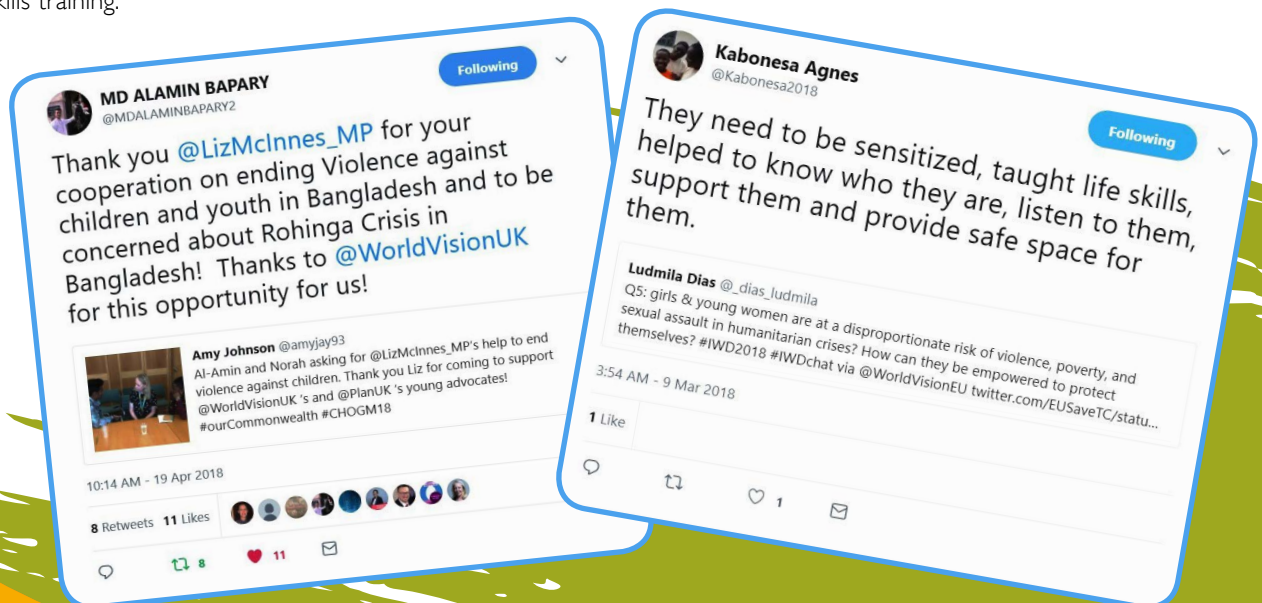 skills training.
MD ALAMIN BAPARY
@MDALAMINBAPARY2
Following
Thank you @LizMcInnes_MP for your
cooperation on ending Violence against
children and youth in Bangladesh and to be
concerned about Rohinga Crisis in
Bangladesh! Thanks to @WorldVisionUK
for this opportunity for us!
Amy Johnson @amyjay93
Al-Amin and Norah asking for @LizMcInnes_MP's help to end
violence against children. Thank you Liz for coming to support
@WorldVisionUK 's and @PlanUK 's young advocates!
#ourCommonwealth #CHOGM18
10:14 AM - 19 Apr 2018
8 Retweets 11 Likes
8 11
Kabonesa Agnes
@Kabonesa2018
Following
They need to be sensitized, taught life skills,
helped to know who they are, listen to them,
support them and provide safe space for
them.
Ludmila Dias @_dias_ludmila
Q5: girls & young women are at a disproportionate risk of violence, poverty, and
sexual assault in humanitarian crises? How can they be empowered to protect
themselves? #IWD2018 #IWDchat via @WorldVisionEU twitter.com/EUSaveTC/statu...
3:54 AM - 9 Mar 2018
1 Like
1